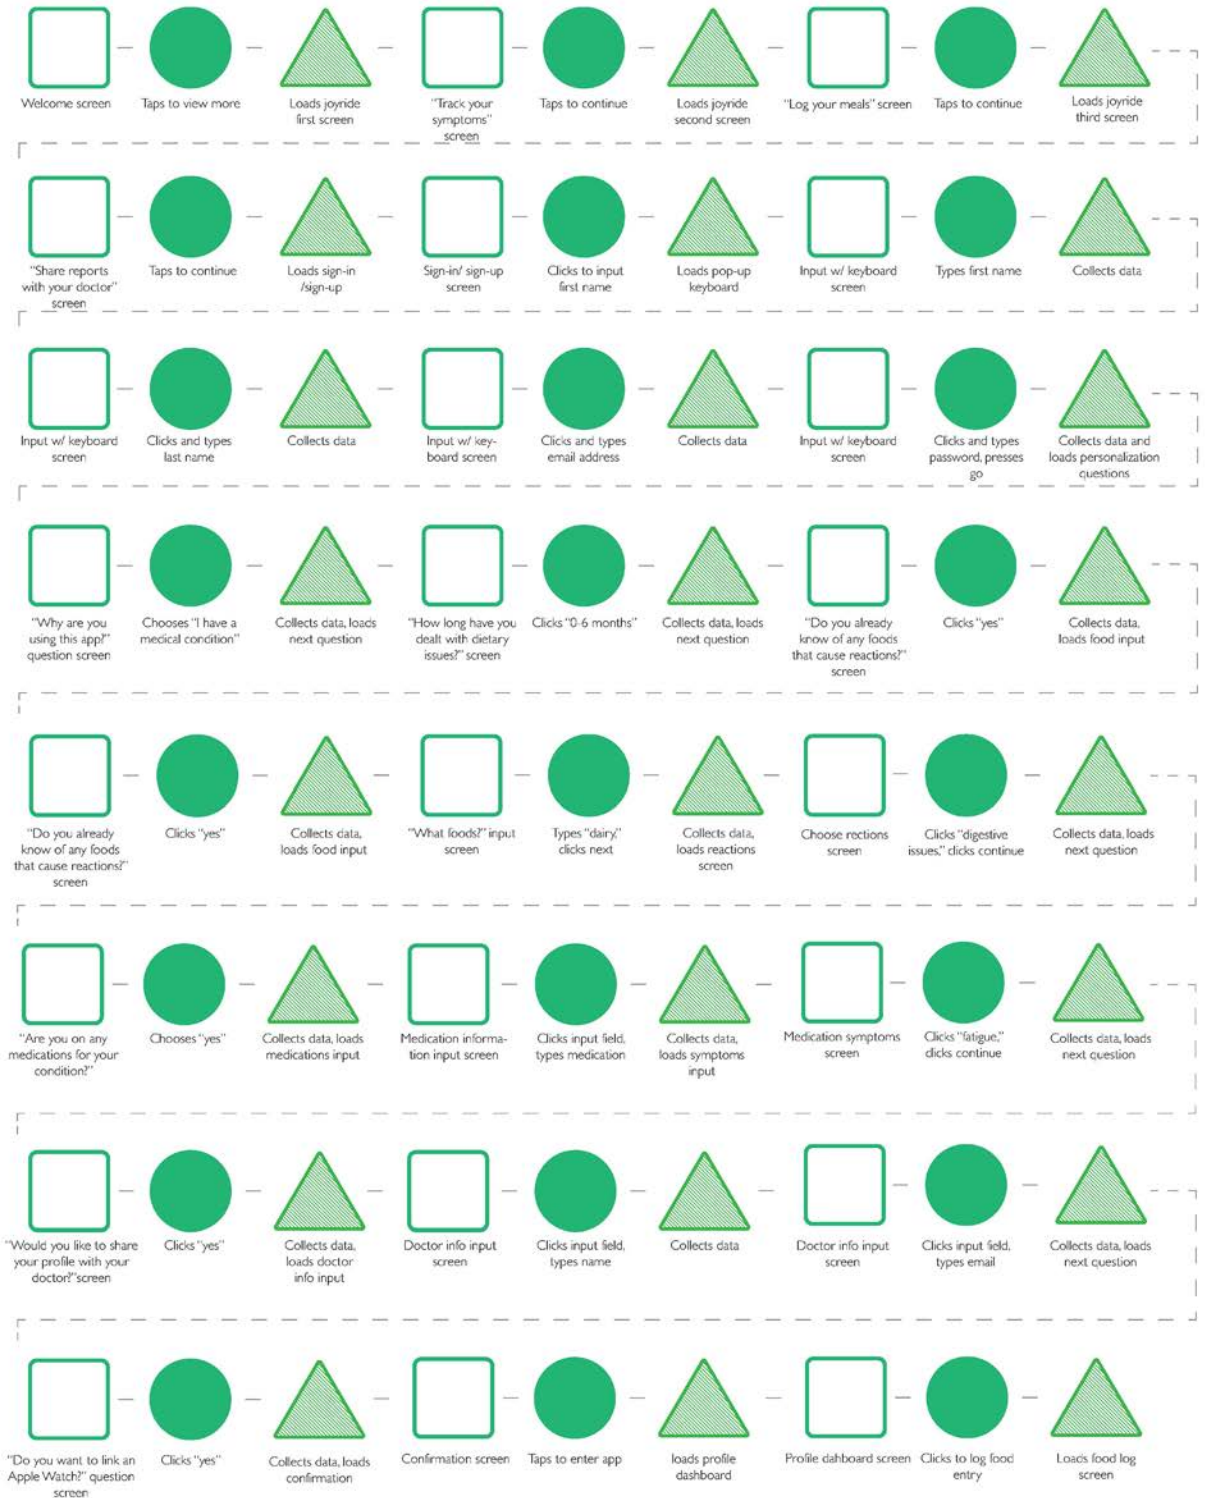 Welcome screen
Taps to view more
Loads joyride
first screen
"Track your
symptoms"
screen
Taps to continue
Loads joyride
second screen
"Log your meals" screen
Taps to continue
Loads joyride
third screen
"Share reports
with your doctor"
screen
Taps to continue
Loads sign-in
/sign-up
Sign-in/ sign-up
screen
Clicks to input
first name
Loads pop-up
keyboard
Input w/ keyboard
screen
Types first name
Collects data
Input w/ keyboard
screen
Clicks and types
last name
Collects data
Input w/ key-
board screen
Clicks and types
email address
Collects data
Input w/ keyboard
screen
Clicks and types
password, presses
go
Collects data and
loads personalization
questions
"Why are you
using this app?"
question screen
Chooses "I have a
medical condition"
Collects data, loads
next question
"How long have you
dealt with dietary
issues?" screen
Clicks "0-6 months"
Collects data, loads
next question
"Do you already
know of any foods
that cause reactions?"
screen
Clicks "yes"
Collects data,
loads food input
"Do you already
know of any foods
that cause reactions?"
screen
Clicks "yes"
Collects data,
loads food input
"What foods?" input
screen
Types "dairy,"
clicks next
Collects data,
loads reactions
screen
Choose rections
screen
Clicks "digestive
issues," clicks continue
Collects data, loads
next question
"Are you on any
medications for your
condition?"
Chooses "yes"
Collects data, loads
medications input
Medication informa-
tion input screen
Clicks input field,
types medication
Collects data,
loads symptoms
input
Medication symptoms
screen
Clicks "fatigue,"
clicks continue
Collects data, loads
next question
"Would you like to share
your profile with your
doctor?"screen
Clicks "yes"
Collects data,
loads doctor
info input
Doctor info input
screen
Clicks input field,
types name
Collects data
Doctor info input
screen
Clicks input field,
types email
Collects data, loads
next question
"Do you want to link an
Apple Watch?" question
screen
Clicks "yes"
Collects data, loads
confirmation
Confirmation screen
Taps to enter app
loads profile
dashboard
Profile dahboard screen
Clicks to log food
entry
Loads food log
screen